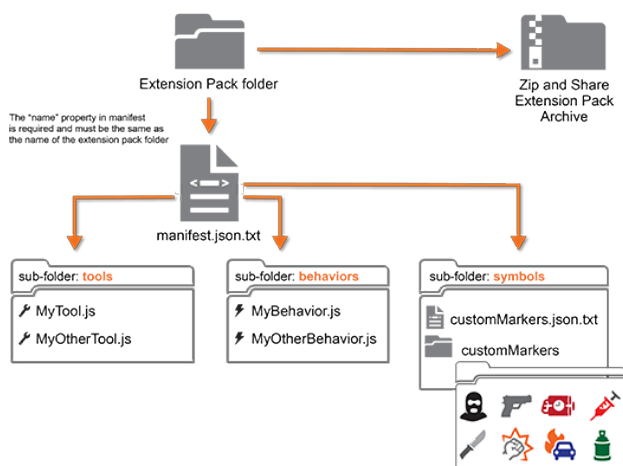 Extension Pack folder
Zip and Share
Extension Pack
Archive
The "name" property in manifest
is required and must be the same as
the name of the extension pack folder
manifest.json.txt
sub-folder: tools
MyTool.js
MyOtherTool.js
sub-folder: behaviors
MyBehavior.js
MyOtherBehavior.js
sub-folder: symbols
customMarkers.json.txt
customMarkers